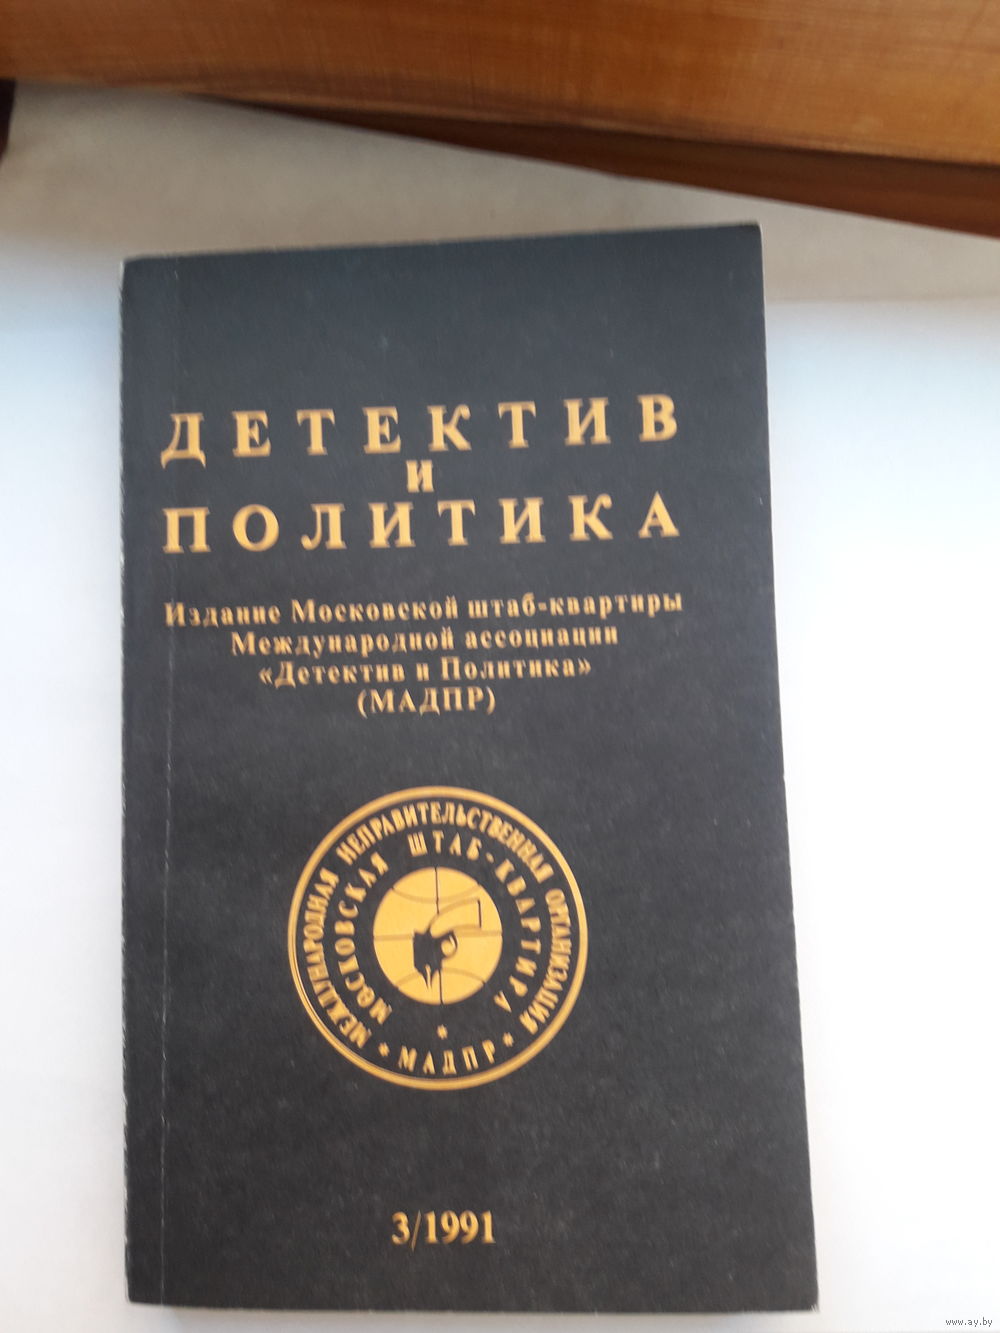 ДЕТЕКТИВ
И
ПОЛИТИКА
Издание Московской штаб-квартиры
Международной ассоциации
«Детектив и Политика»
(МАДПР)
МЕЖДУНАРОДНАЯ НЕПРАВИТЕЛЬСТВЕННАЯ ОРГАНИЗАЦИЯ
МОСКОВСКАЯ ШТАБ-КВАРТИРА
* МАДПР *
3/1991
www.ay.by